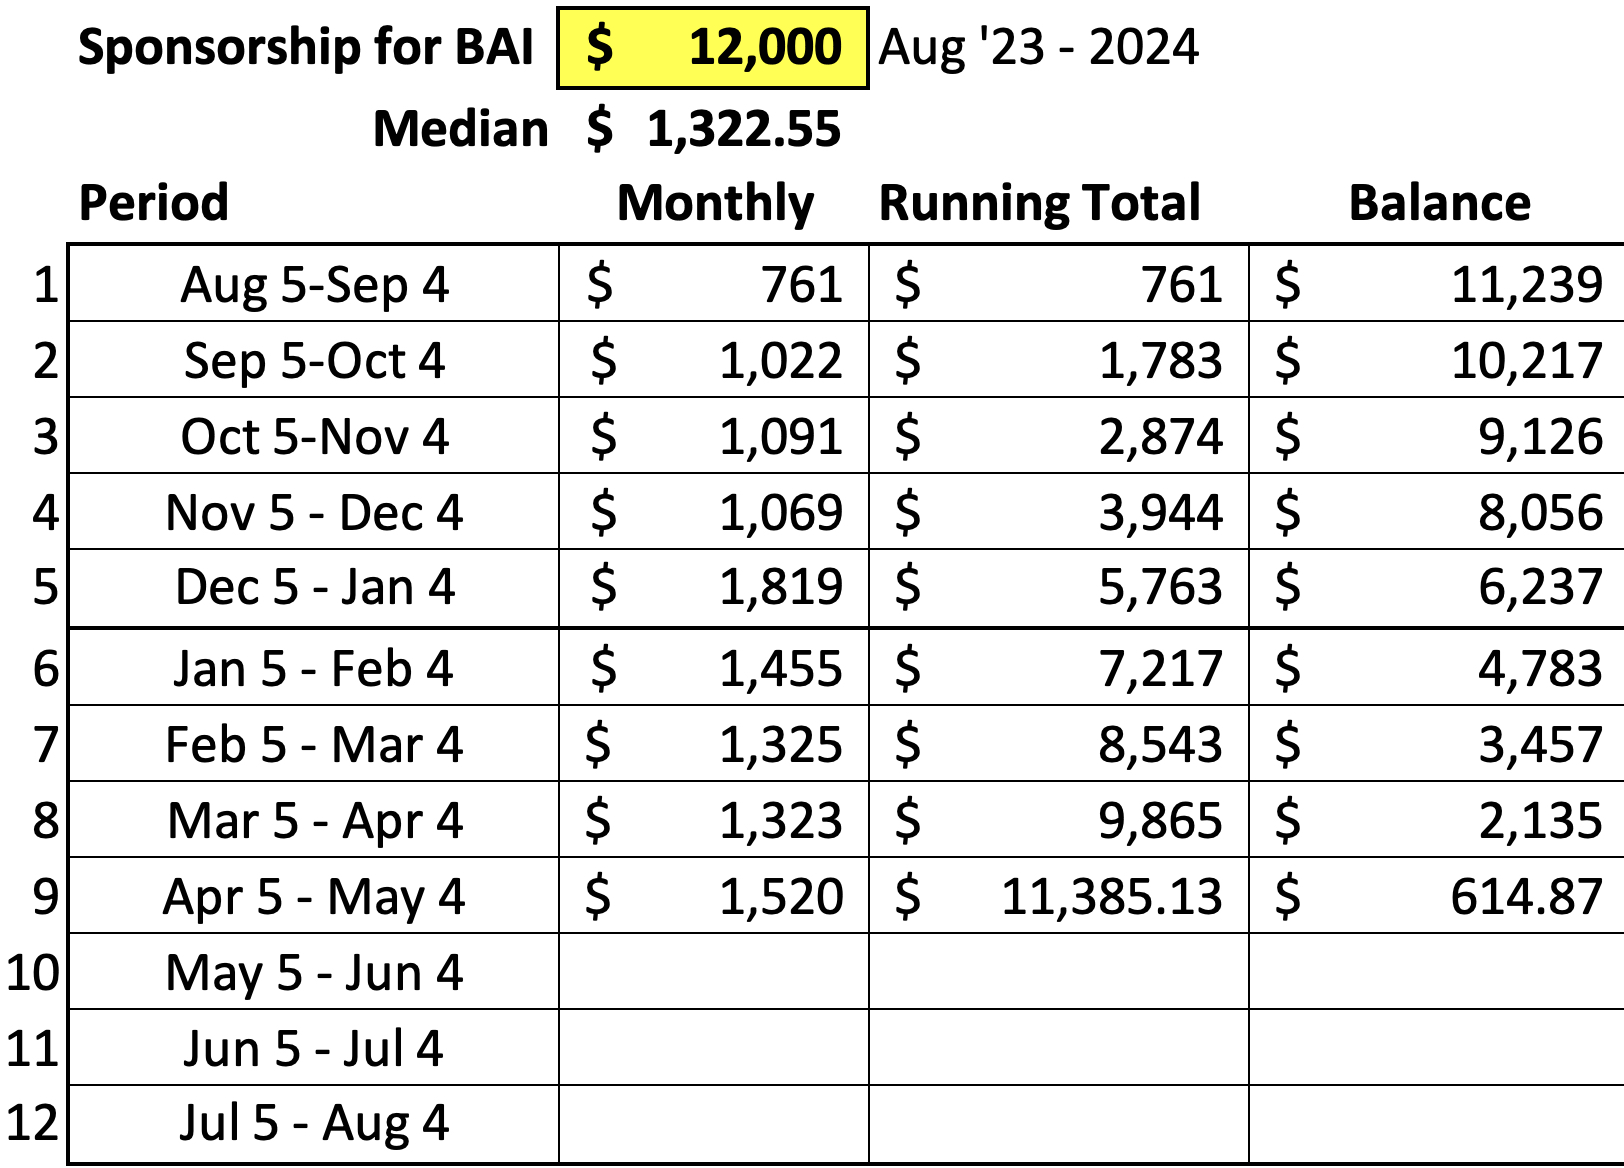 Sponsorship for BAI $ 12,000 Aug '23 - 2024
Median $ 1,322.55
Period Monthly Running Total Balance
1 Aug 5-Sep 4 $ 761 $ 761 $ 11,239
2 Sep 5-Oct 4 $ 1,022 $ 1,783 $ 10,217
3 Oct 5-Nov 4 $ 1,091 $ 2,874 $ 9,126
4 Nov 5 - Dec 4 $ 1,069 $ 3,944 $ 8,056
5 Dec 5 - Jan 4 $ 1,819 $ 5,763 $ 6,237
6 Jan 5 - Feb 4 $ 1,455 $ 7,217 $ 4,783
7 Feb 5 - Mar 4 $ 1,325 $ 8,543 $ 3,457
8 Mar 5 - Apr 4 $ 1,323 $ 9,865 $ 2,135
9 Apr 5 - May 4 $ 1,520 $ 11,385.13 $ 614.87
10 May 5 - Jun 4
11 Jun 5 - Jul 4
12 Jul 5 - Aug 4